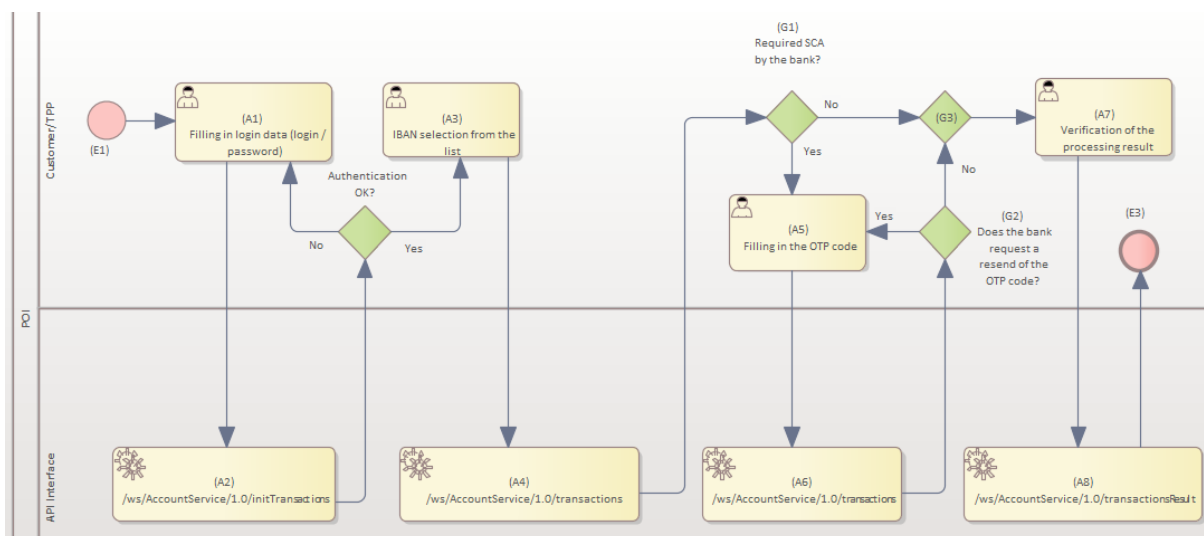 POI
Customer/TPP
(E1)
(A1)
Filling in login data (login /
password)
(A3)
IBAN selection from the
list
Authentication
OK?
No
Yes
(G1)
Required SCA
by the bank?
No
Yes
(G3)
(A7)
Verification of the
processing result
(A5)
Filling in the OTP code
Yes
No
(G2)
Does the bank
request a
resend of the
OTP code?
(E3)
API Interface
(A2)
/ws/AccountService/1.0/initTransactions
(A4)
/ws/AccountService/1.0/transactions
(A6)
/ws/AccountService/1.0/transactions
(A8)
/ws/AccountService/1.0/transactionsResult